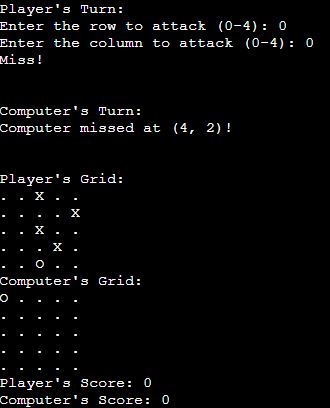 Player's Turn:
Enter the row to attack (0-4): 0
Enter the column to attack (0-4): 0
Miss!
Computer's Turn:
Computer missed at (4, 2)!
Player's Grid:
. . X . .
. . . . X
. . X . .
. . . X .
. . O . .
Computer's Grid:
O . . . .
. . . . .
. . . . .
. . . . .
. . . . .
Player's Score: 0
Computer's Score: 0